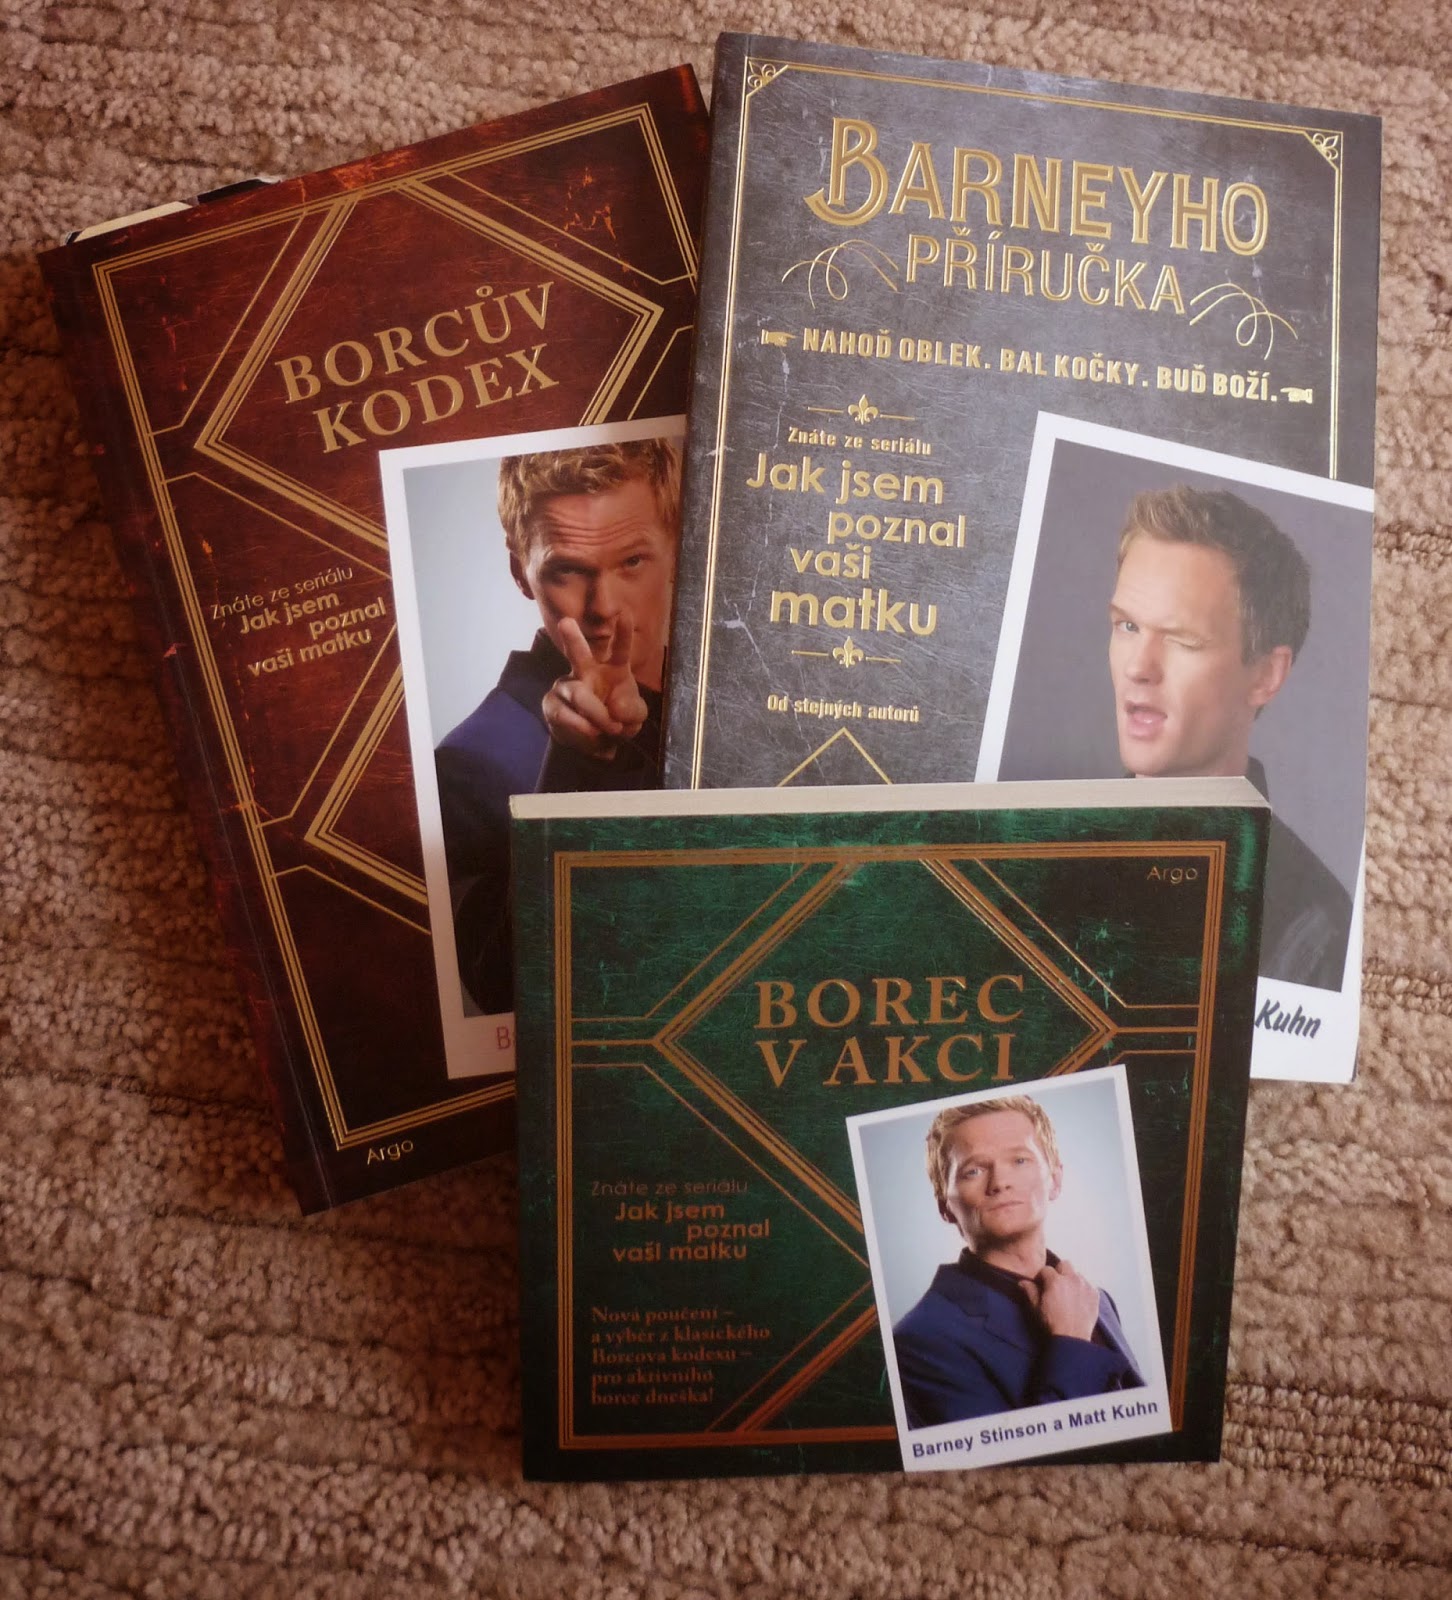 BORCŮV
KODEX
Znáte ze seriálu
Jak jsem
poznal
vaši matku
Argo
BARNEYHO
PŘÍRUČKA
NAHOĎ OBLEK. BAL KOČKY. BUĎ BOŽÍ.
Znáte ze seriálu
Jak jsem
poznal
vaši
matku
Od stejných autorů
Kuhn
Argo
BOREC
V AKCI
Znáte ze seriálu
Jak jsem
poznal
vaši matku
Nová poučení –
a výběr z klasického
Borcova kodexu –
pro aktivního
borce dneška!
Barney Stinson a Matt Kuhn